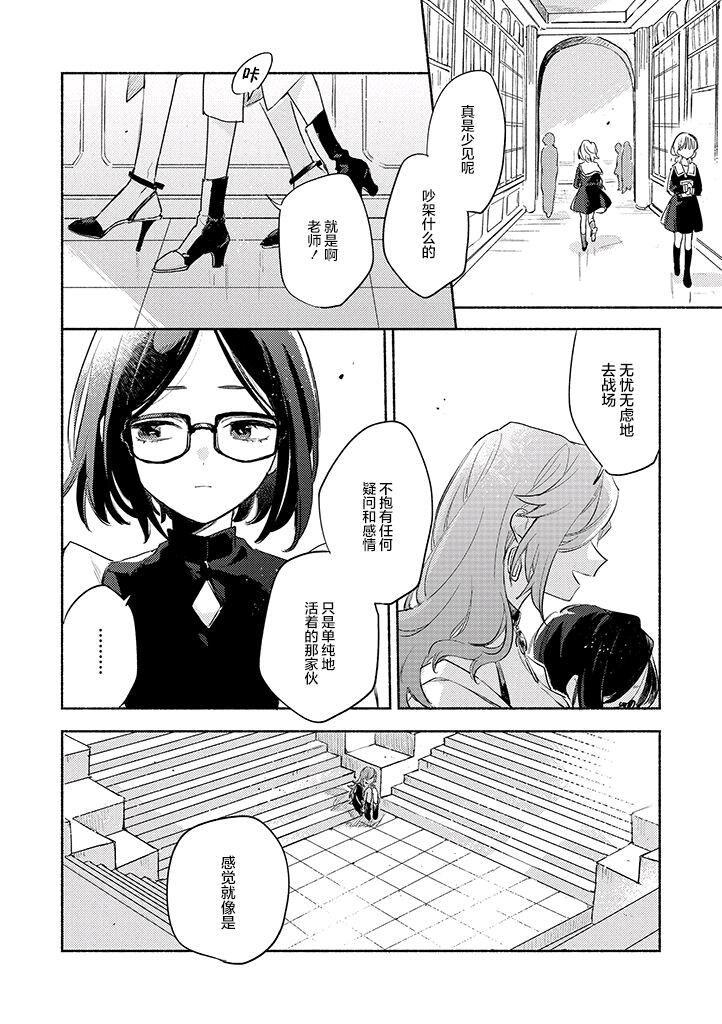 真是少见呢
吵架什么的
咔
就是啊
老师！
无忧无虑地
去战场
不抱有任何
疑问和感情
只是单纯地
活着的那家伙
………
感觉就像是